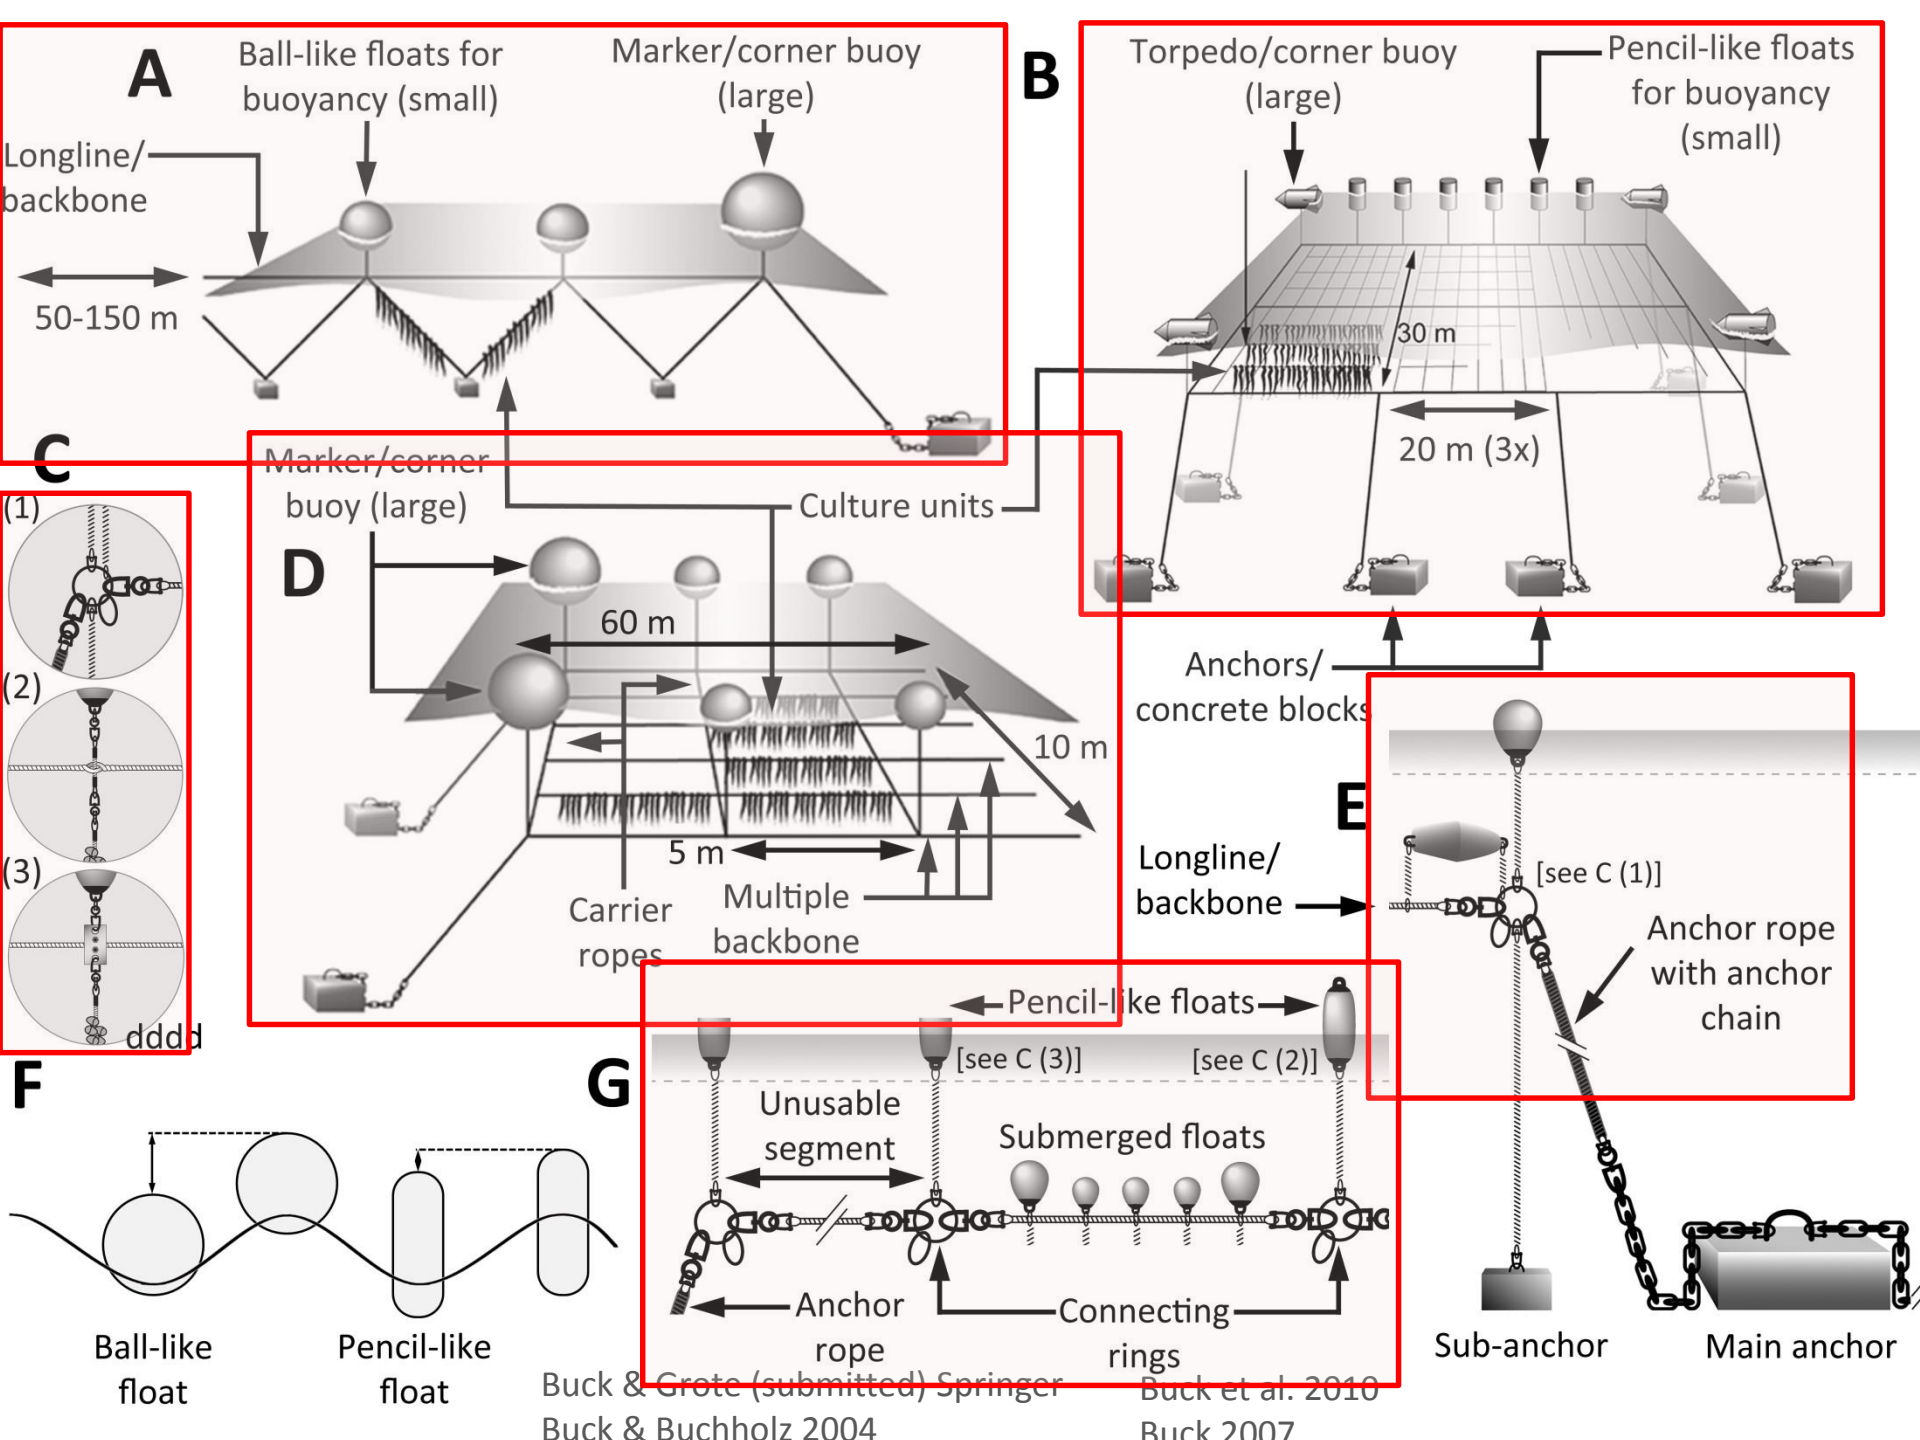 A
Ball-like floats for
buoyancy (small)
Marker/corner buoy
(large)
Longline/
backbone
50-150 m
B
Torpedo/corner buoy
(large)
Pencil-like floats
for buoyancy
(small)
30 m
20 m (3x)
C
(1)
(2)
(3)
dddd
Marker/corner
buoy (large)
Culture units
D
60 m
10 m
5 m
Carrier
ropes
Multiple
backbone
Anchors/
concrete blocks
E
Longline/
backbone
[see C (1)]
Anchor rope
with anchor
chain
Sub-anchor
Main anchor
F
Ball-like
float
Pencil-like
float
G
Pencil-like floats
[see C (3)]
[see C (2)]
Unusable
segment
Submerged floats
Anchor
rope
Connecting
rings
Buck & Grote (submitted) Springer
Buck & Buchholz 2004
Buck et al. 2010
Buck 2007